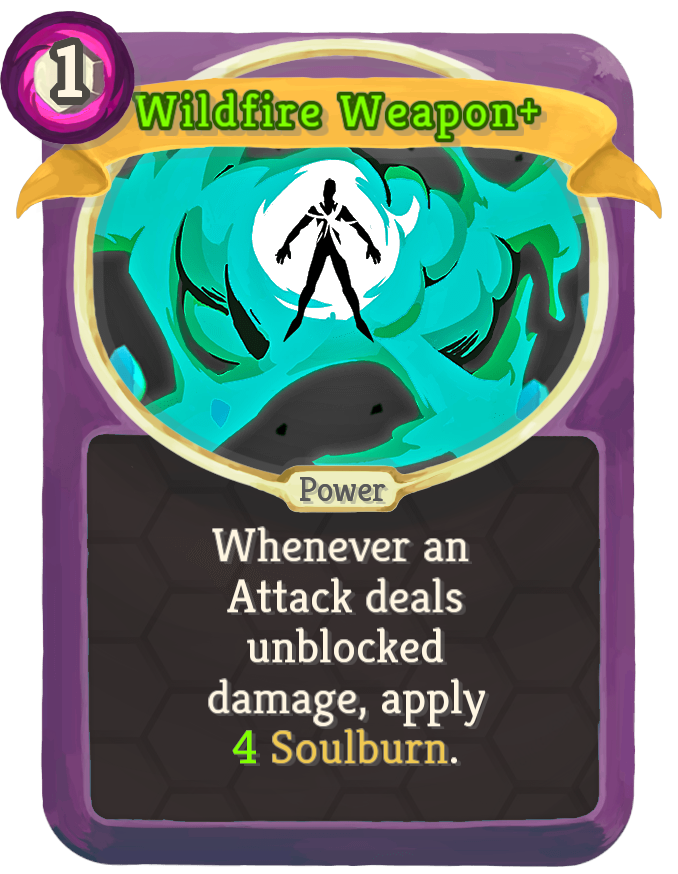 1
Wildfire Weapon+
Power
Whenever an
Attack deals
unblocked
damage, apply
4 Soulburn.